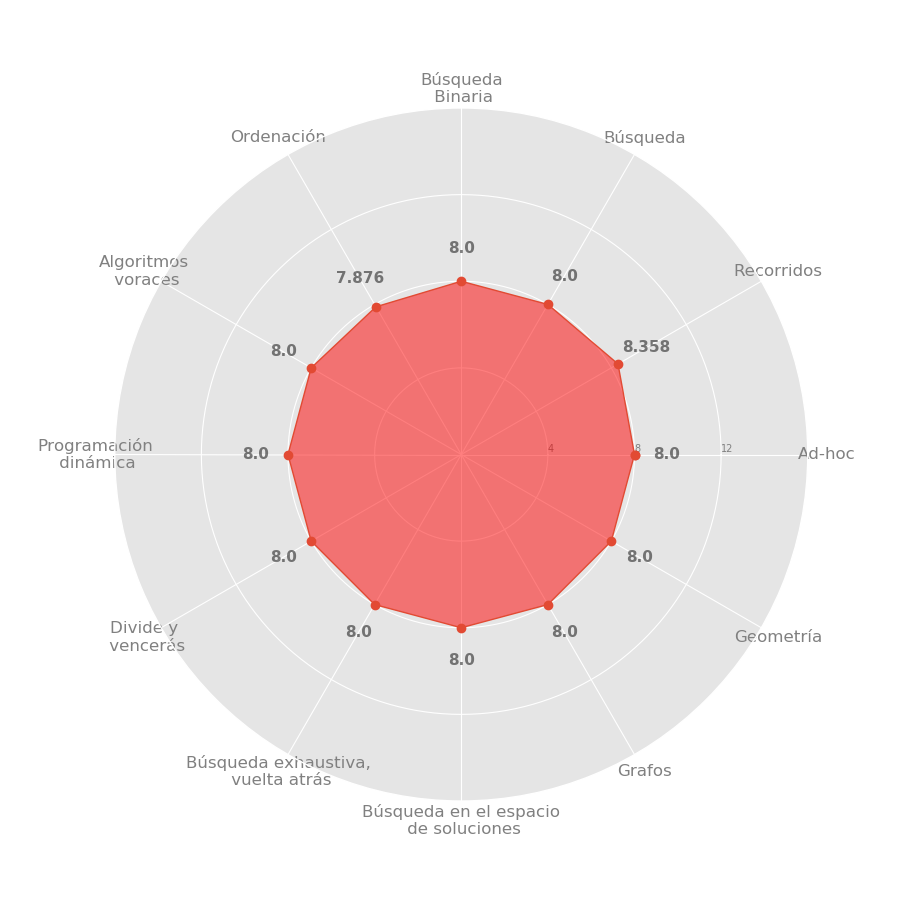 Búsqueda
Binaria
Ordenación
Búsqueda
8.0
Algoritmos
voraces
7.876
8.0
Recorridos
8.0
8.358
Programación
dinámica
8.0
4
8
12
8.0
Ad-hoc
8.0
8.0
Divide y
vencerás
8.0
8.0
8.0
Geometría
Búsqueda exhaustiva,
vuelta atrás
Grafos
Búsqueda en el espacio
de soluciones